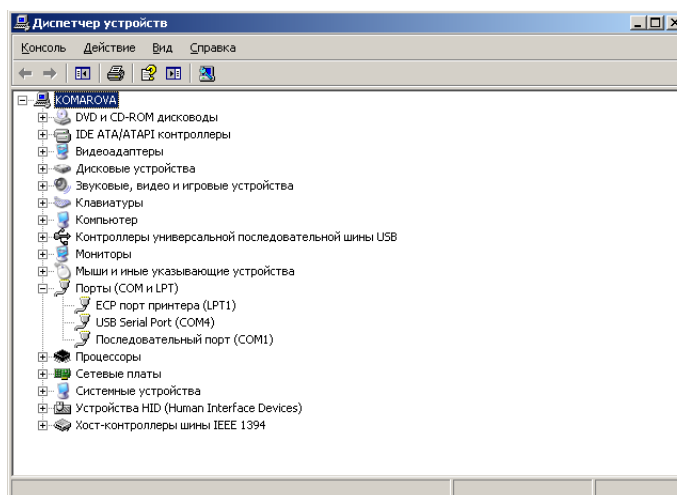 Диспетчер устройств
Консоль Действие Вид Справка
KOMAROVA
DVD и CD-ROM дисководы
IDE ATA/ATAPI контроллеры
Видеоадаптеры
Дисковые устройства
Звуковые, видео и игровые устройства
Клавиатуры
Компьютер
Контроллеры универсальной последовательной шины USB
Мониторы
Мыши и иные указывающие устройства
Порты (COM и LPT)
ECP порт принтера (LPT1)
USB Serial Port (COM4)
Последовательный порт (COM1)
Процессоры
Сетевые платы
Системные устройства
Устройства HID (Human Interface Devices)
Хост-контроллеры шины IEEE 1394